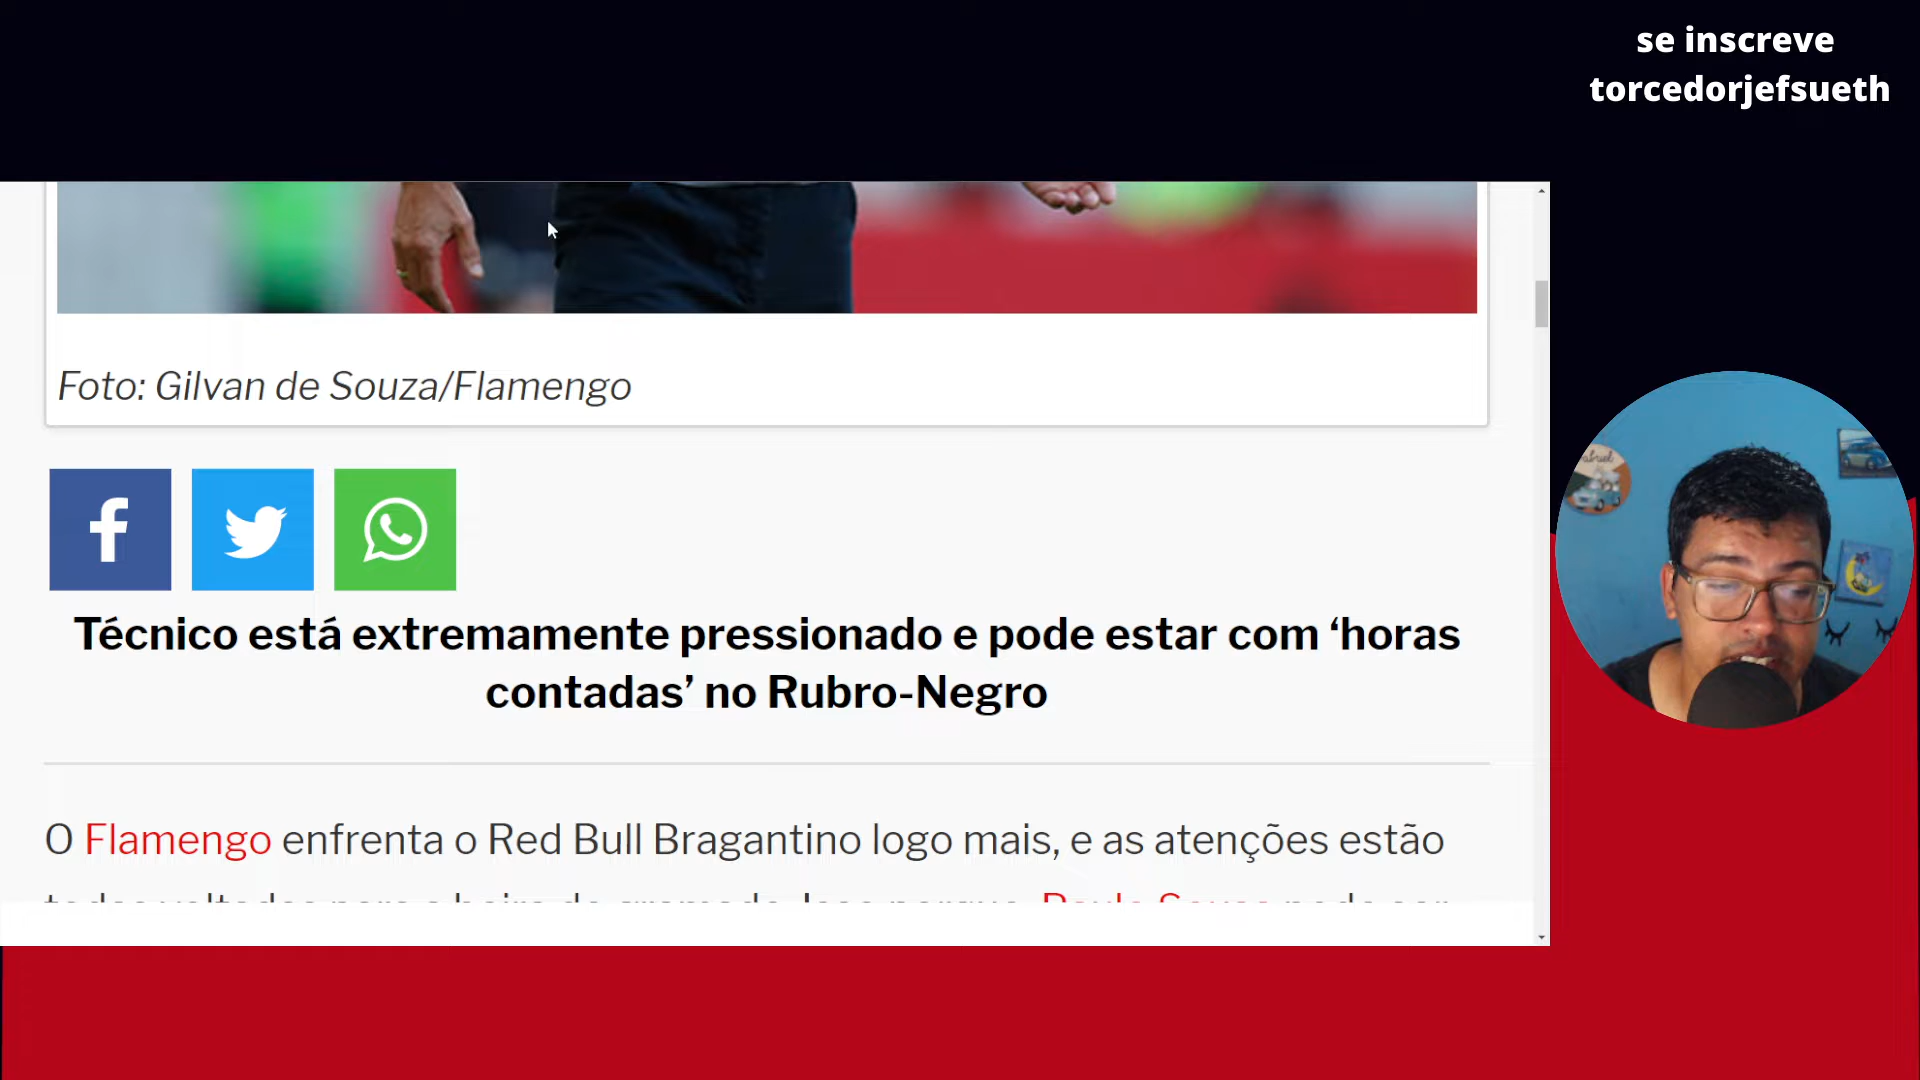 se inscreve
torcedorjefsueth
Foto: Gilvan de Souza/Flamengo
Técnico está extremamente pressionado e pode estar com ‘horas
contadas’ no Rubro-Negro
O Flamengo enfrenta o Red Bull Bragantino logo mais, e as atenções estão